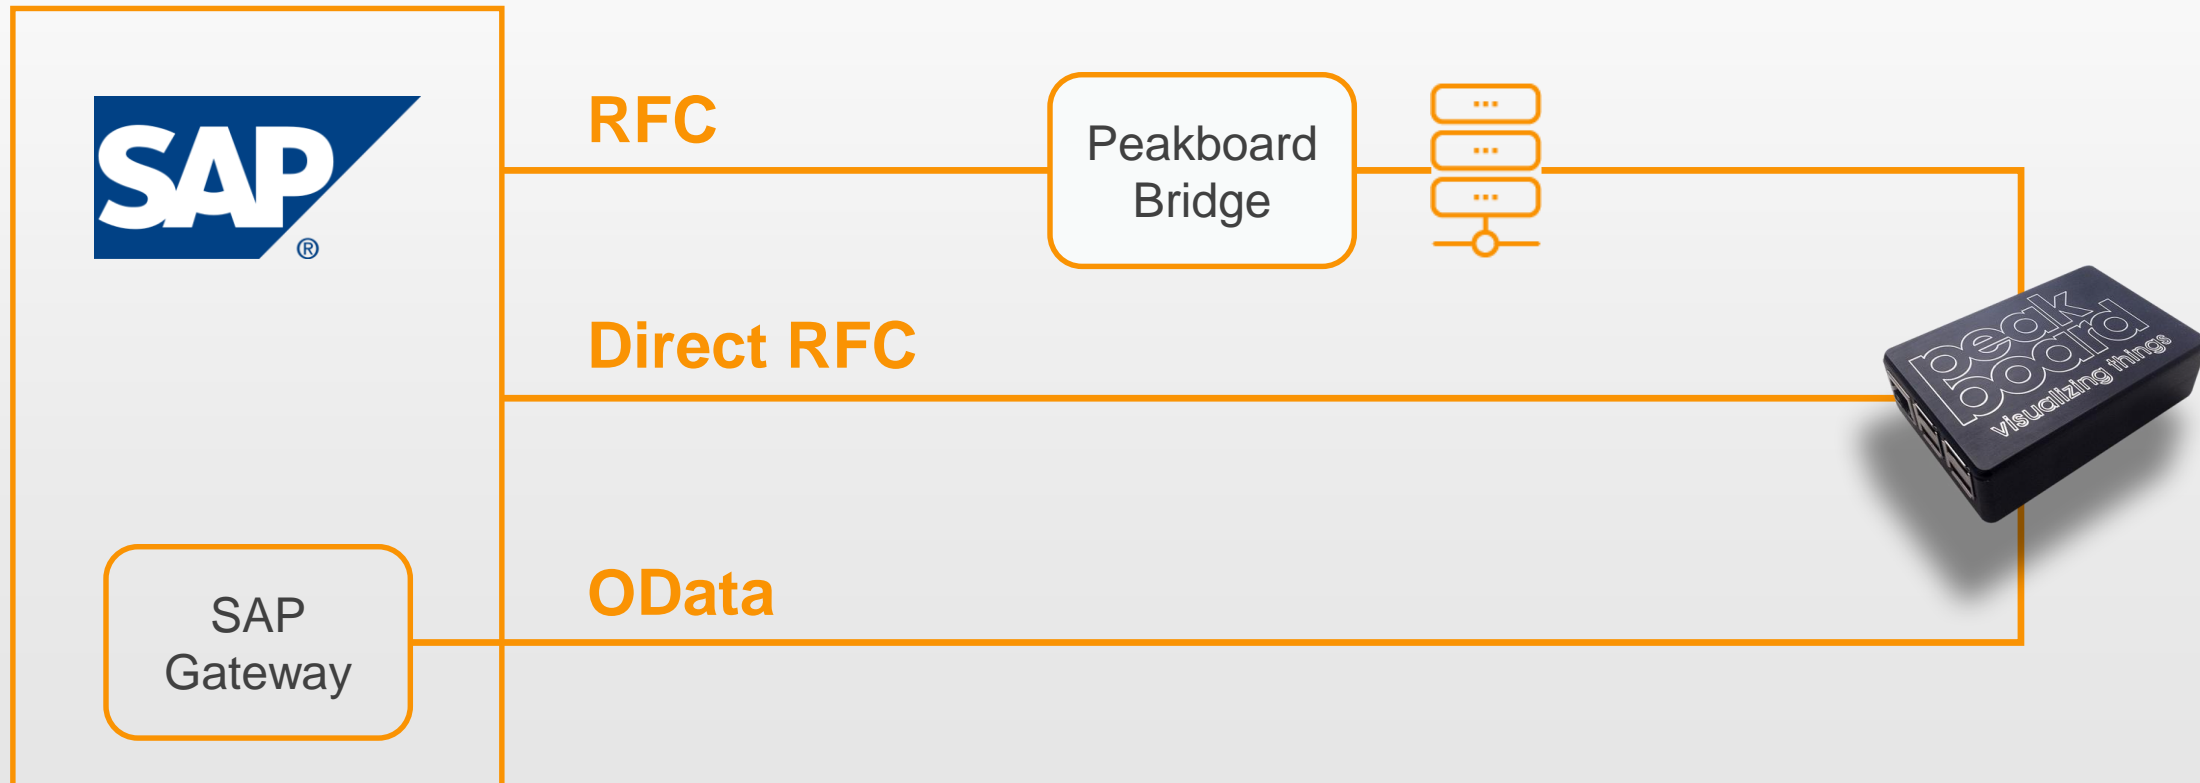 SAP
®
RFC
Peakboard
Bridge
Direct RFC
peak
board
visualizing things
OData
SAP
Gateway